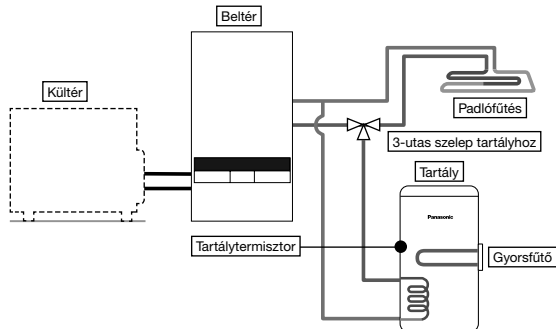 Beltér
Kültér
Padlófűtés
3-utas szelep tartályhoz
Tartály
Panasonic
Tartálytermisztor
Gyorsfűtő